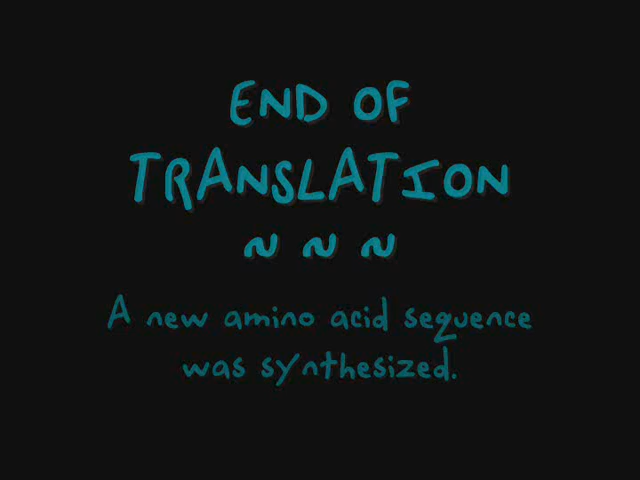 END OF
TRANSLATION
~ ~ ~
A new amino acid sequence
was synthesized.